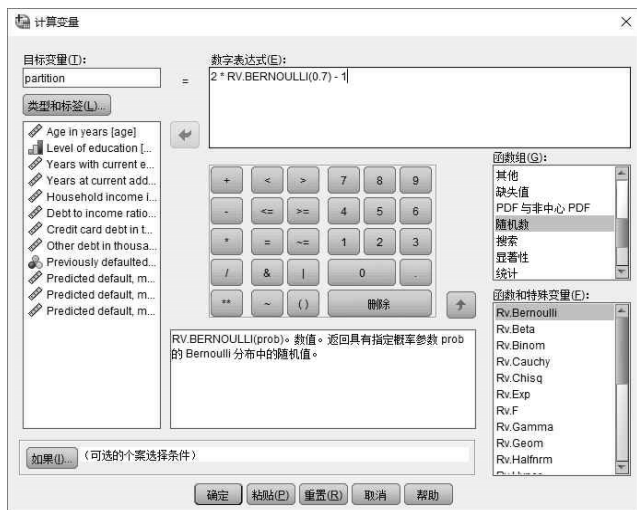 计算变量
目标变量(T):
partition
=
数字表达式(E):
2 * RV.BERNOULLI(0.7) - 1
类型和标签(L)...
Age in years [age]
Level of education [...
Years with current e...
Years at current add...
Household income i...
Debt to income ratio...
Credit card debt in t...
Other debt in thousa...
Previously defaulted...
Predicted default, m...
Predicted default, m...
Predicted default, m...
+ < > 7 8 9
- <= >= 4 5 6
* = ~= 1 2 3
/ & | 0 .
** ~ ( ) 删除
函数组(G):
其他
缺失值
PDF 与非中心 PDF
随机数
搜索
显著性
统计
函数和特殊变量(F):
Rv.Bernoulli
Rv.Beta
Rv.Binom
Rv.Cauchy
Rv.Chisq
Rv.Exp
Rv.F
Rv.Gamma
Rv.Geom
Rv.Halfnrm
RV.BERNOULLI(prob)。数值。返回具有指定概率参数 prob
的 Bernoulli 分布中的随机值。
如果(I)... (可选的个案选择条件)
确定 粘贴(P) 重置(R) 取消 帮助